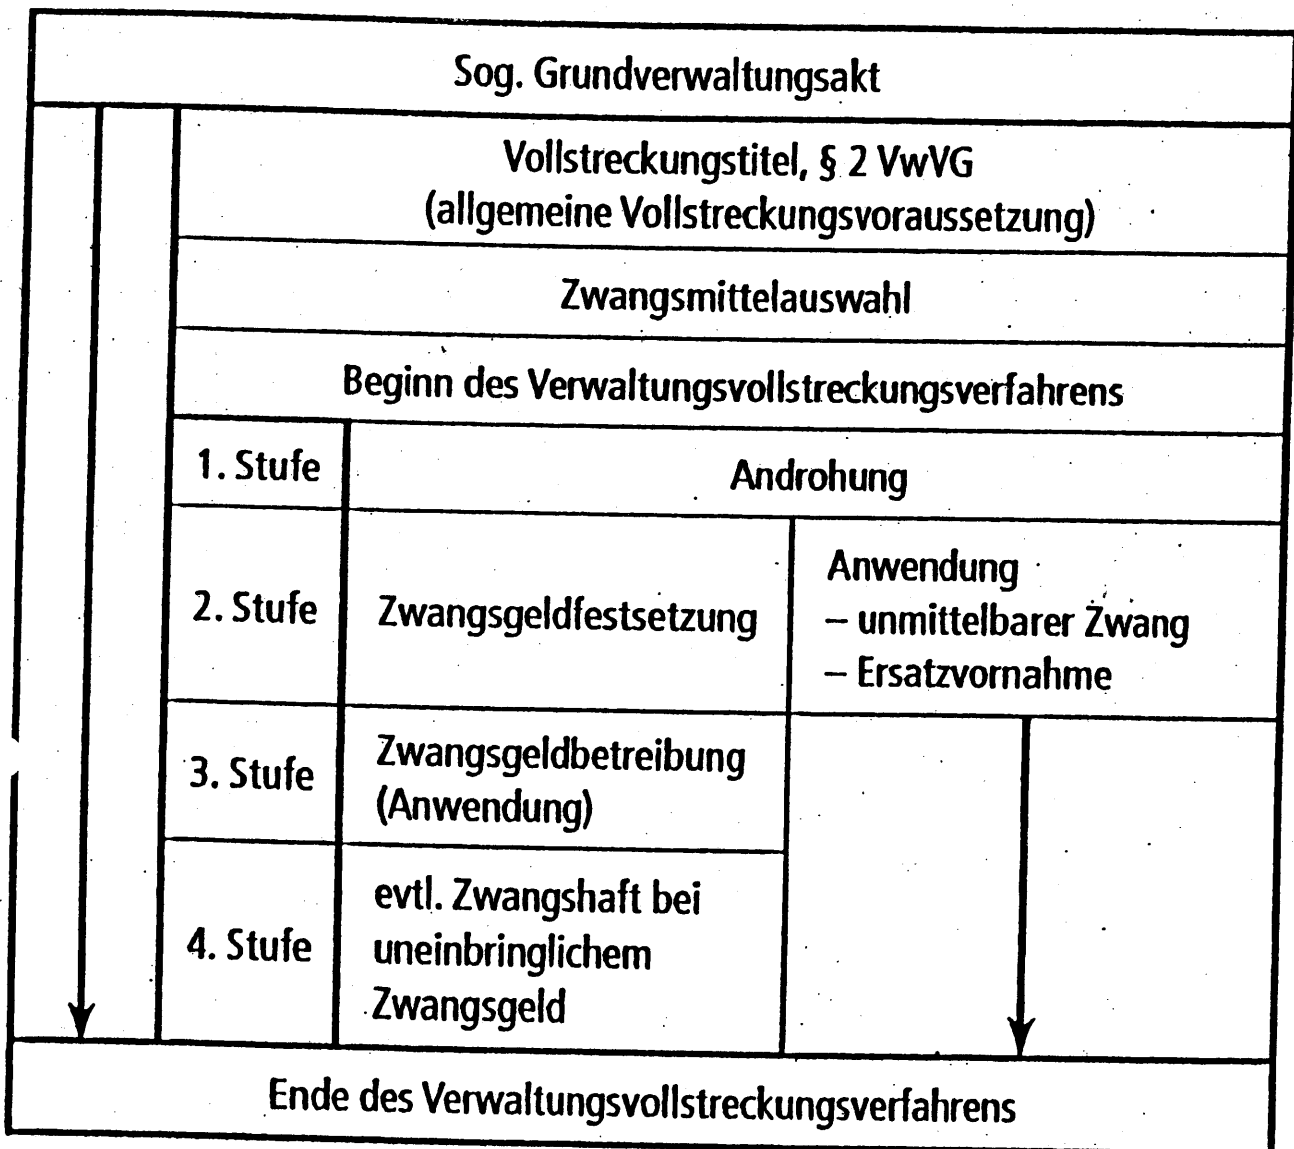 Sog. Grundverwaltungsakt
Vollstreckungstitel, § 2 VwVG
(allgemeine Vollstreckungsvoraussetzung)
Zwangsmittelauswahl
Beginn des Verwaltungsvollstreckungsverfahrens
1. Stufe
Androhung
2. Stufe
Zwangsgeldfestsetzung
Anwendung
– unmittelbarer Zwang
– Ersatzvornahme
3. Stufe
Zwangsgeldbetreibung
(Anwendung)
4. Stufe
evtl. Zwangshaft bei
uneinbringlichem
Zwangsgeld
Ende des Verwaltungsvollstreckungsverfahrens